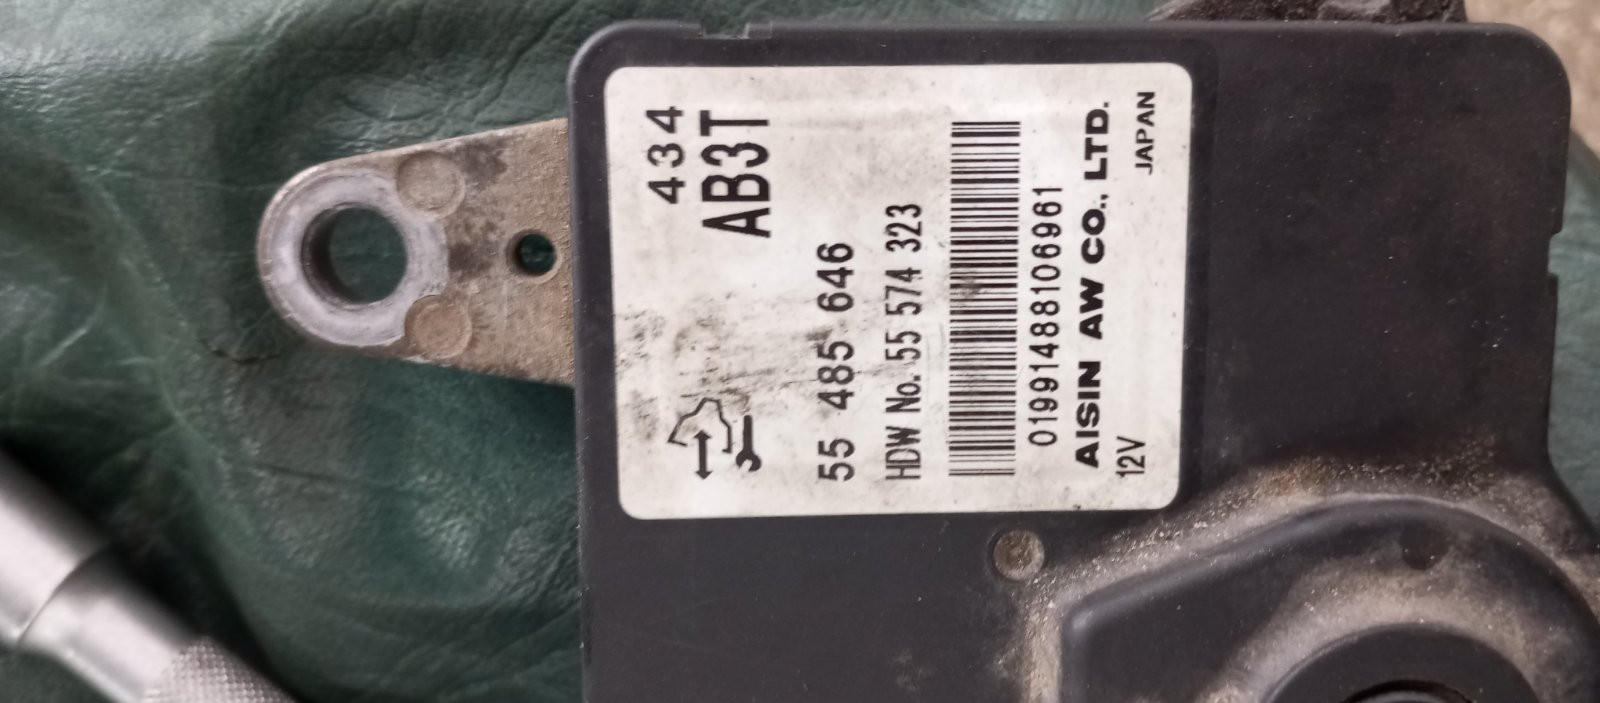 434
AB3T
55 485 646
HDW No. 55 574 323
01991488106961
AISIN AW CO., LTD.
12V JAPAN